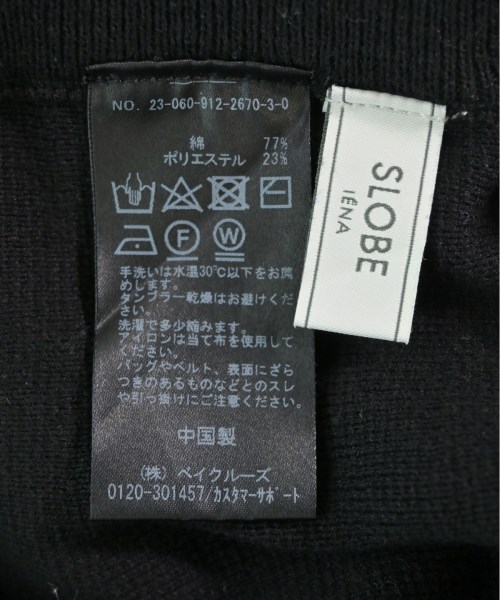 NO. 23-060-912-2670-3-0
綿 77%
ポリエステル 23%
F W
手洗いは水温30℃以下をお薦
めします。
タンブラー乾燥はお避けくだ
さい。
洗濯で多少縮みます。
アイロンは当て布を使用して
ください。
バッグやベルト、表面にざら
つきのあるものなどとのスレ
や引っ掛けにご注意ください。
中国製
(株) ベイクルーズ
0120-301457/カスタマーサポート
SLOBE
IÉNA